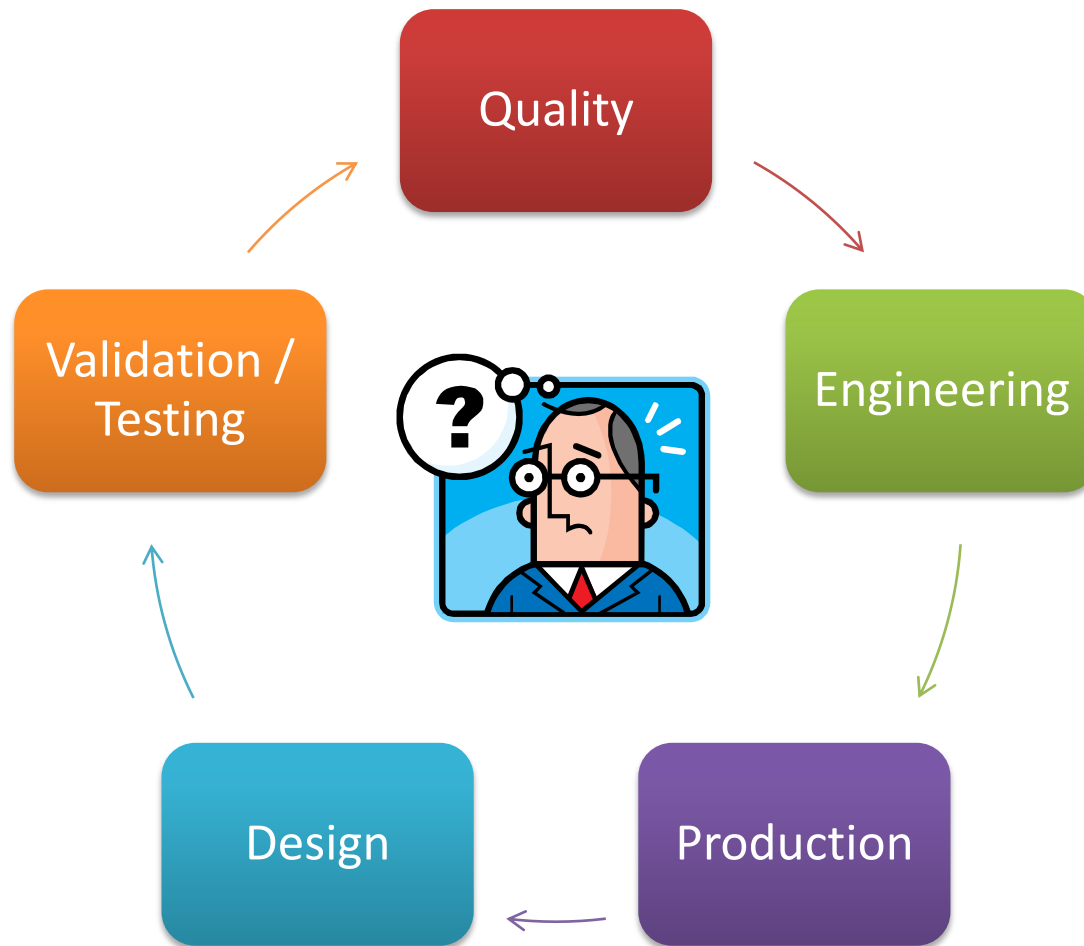 Quality
Engineering
Production
Design
Validation /
Testing
?